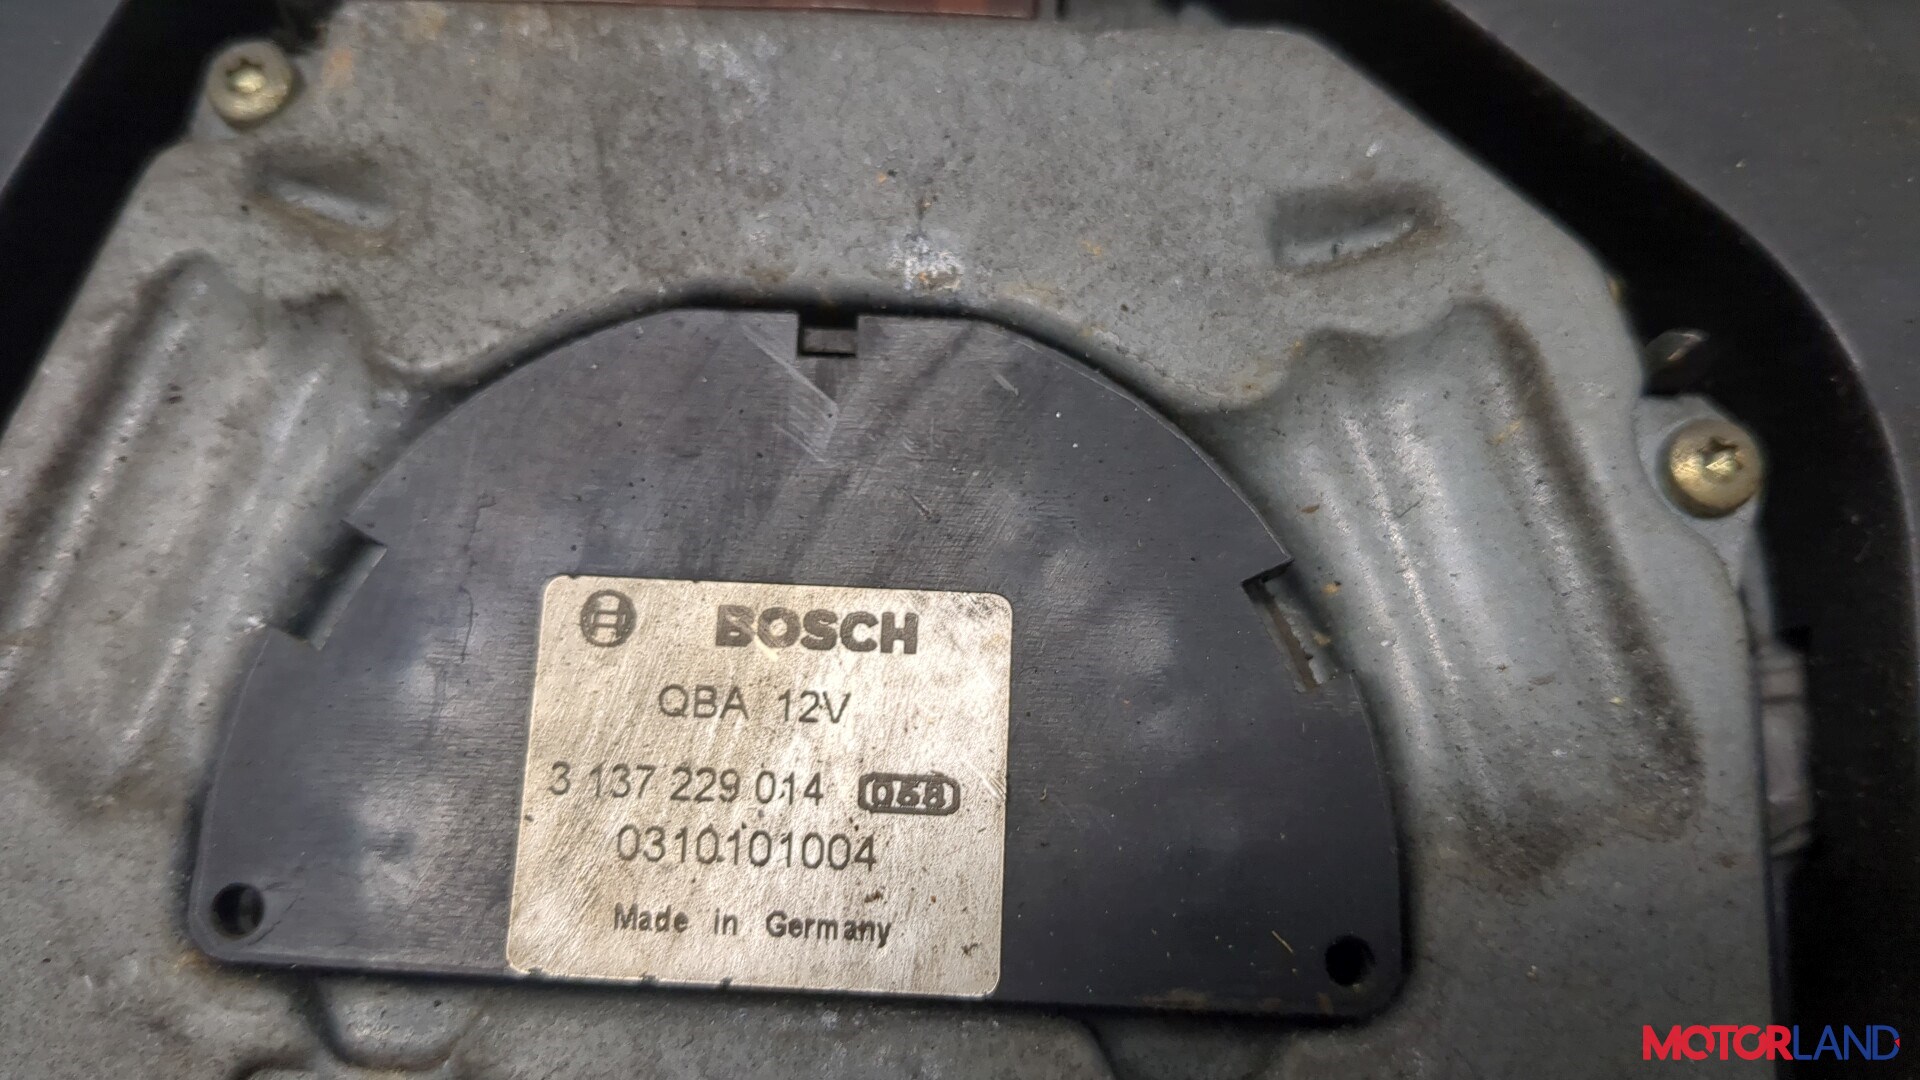 BOSCH
QBA 12V
3 137 229 014 068
0310101004
Made in Germany
MOTORLAND